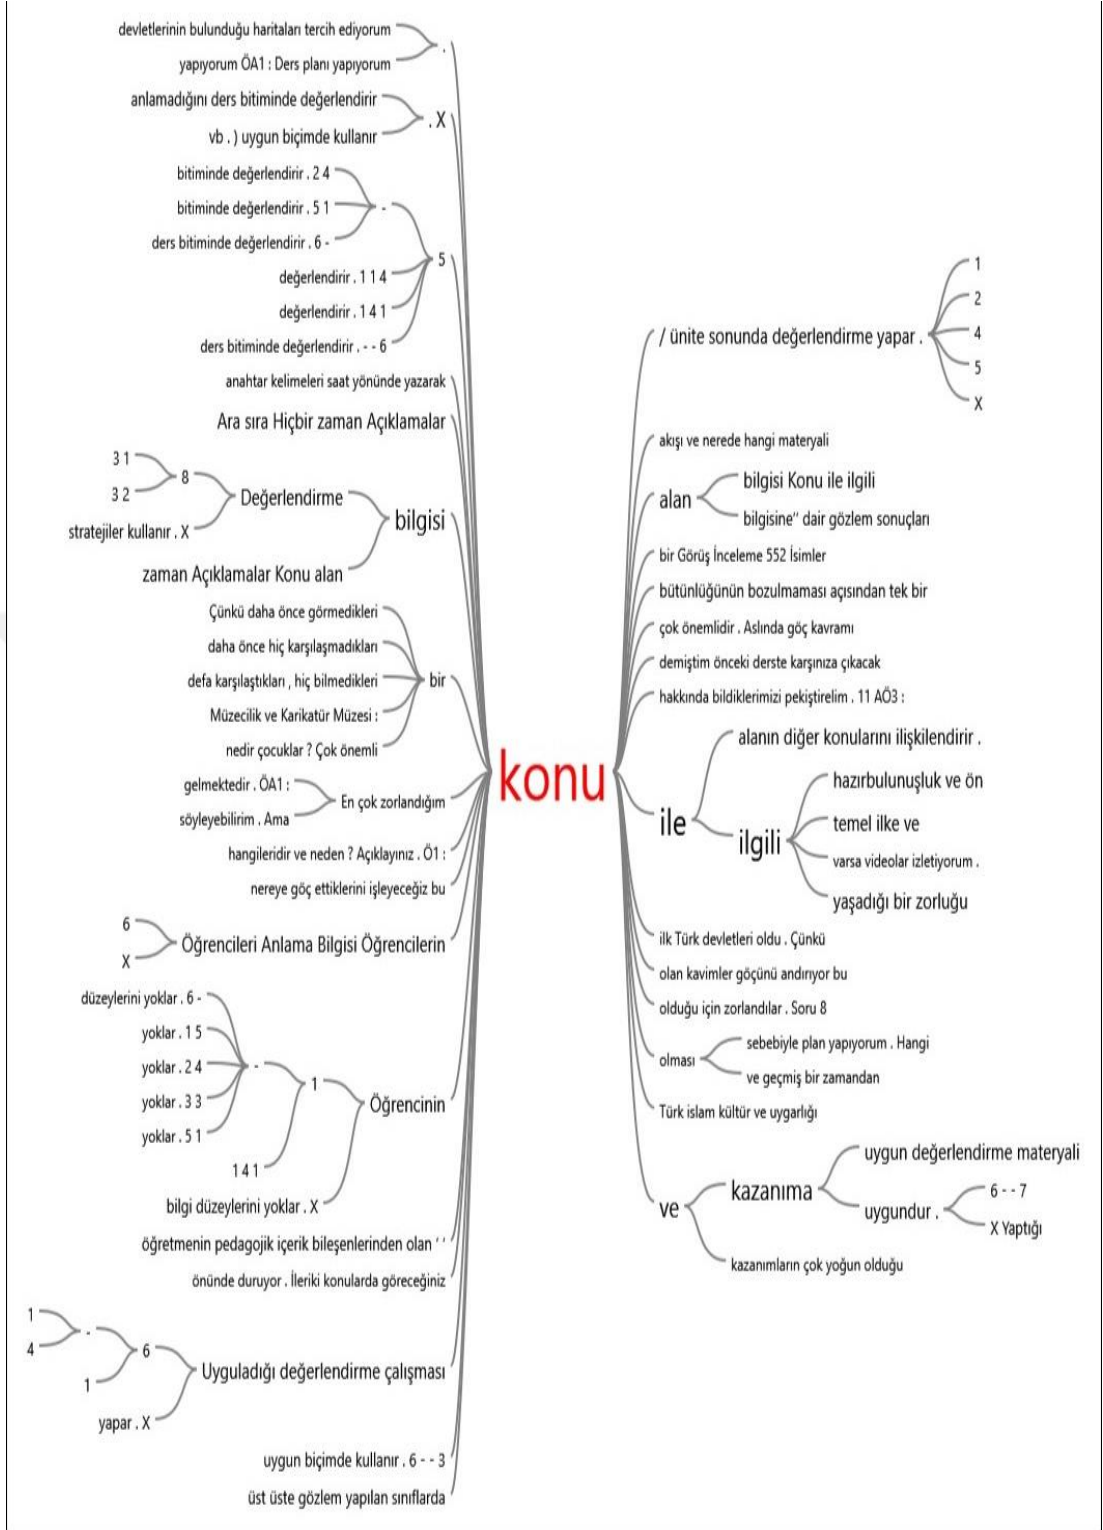 devletlerinin bulunduğu haritaları tercih ediyorum
yapıyorum ÖA1 : Ders planı yapıyorum
.
anlamadığını ders bitiminde değerlendirir
vb . ) uygun biçimde kullanır
. X
bitiminde değerlendirir . 2 4
bitiminde değerlendirir . 5 1
ders bitiminde değerlendirir . 6 -
-
değerlendirir . 1 1 4
değerlendirir . 1 4 1
ders bitiminde değerlendirir . - - 6
5
anahtar kelimeleri saat yönünde yazarak
Ara sıra Hiçbir zaman Açıklamalar
3 1
3 2
8
stratejiler kullanır . X
Değerlendirme
zaman Açıklamalar Konu alan
bilgisi
Çünkü daha önce görmedikleri
daha önce hiç karşılaşmadıkları
defa karşılaştıkları , hiç bilmedikleri
Müzecilik ve Karikatür Müzesi :
nedir çocuklar ? Çok önemli
bir
gelmektedir . ÖA1 :
söyleyebilirim . Ama
En çok zorlandığım
hangileridir ve neden ? Açıklayınız . Ö1 :
nereye göç ettiklerini işleyeceğiz bu
6
X
Öğrencileri Anlama Bilgisi Öğrencilerin
düzeylerini yoklar . 6 -
yoklar . 1 5
yoklar . 2 4
yoklar . 3 3
yoklar . 5 1
-
1 4 1
1
bilgi düzeylerini yoklar . X
Öğrencinin
öğretmenin pedagojik içerik bileşenlerinden olan ‘ ‘
önünde duruyor . İleriki konularda göreceğiniz
1
4
-
1
6
yapar . X
Uyguladığı değerlendirme çalışması
uygun biçimde kullanır . 6 - - 3
üst üste gözlem yapılan sınıflarda
konu
/ ünite sonunda değerlendirme yapar .
1
2
4
5
X
akışı ve nerede hangi materyali
alan
bilgisi Konu ile ilgili
bilgisine” dair gözlem sonuçları
bir Görüş İnceleme 552 İsimler
bütünlüğünün bozulmaması açısından tek bir
çok önemlidir . Aslında göç kavramı
demiştim önceki derste karşınıza çıkacak
hakkında bildiklerimizi pekiştirelim . 11 AÖ3 :
ile
alanın diğer konularını ilişkilendirir .
ilgili
hazırbulunuşluk ve ön
temel ilke ve
varsa videolar izletiyorum .
yaşadığı bir zorluğu
ilk Türk devletleri oldu . Çünkü
olan kavimler göçünü andırıyor bu
olduğu için zorlandılar . Soru 8
olması
sebebiyle plan yapıyorum . Hangi
ve geçmiş bir zamandan
Türk islam kültür ve uygarlığı
ve
kazanıma
uygun değerlendirme materyali
uygundur .
6 - - 7
X Yaptığı
kazanımların çok yoğun olduğu